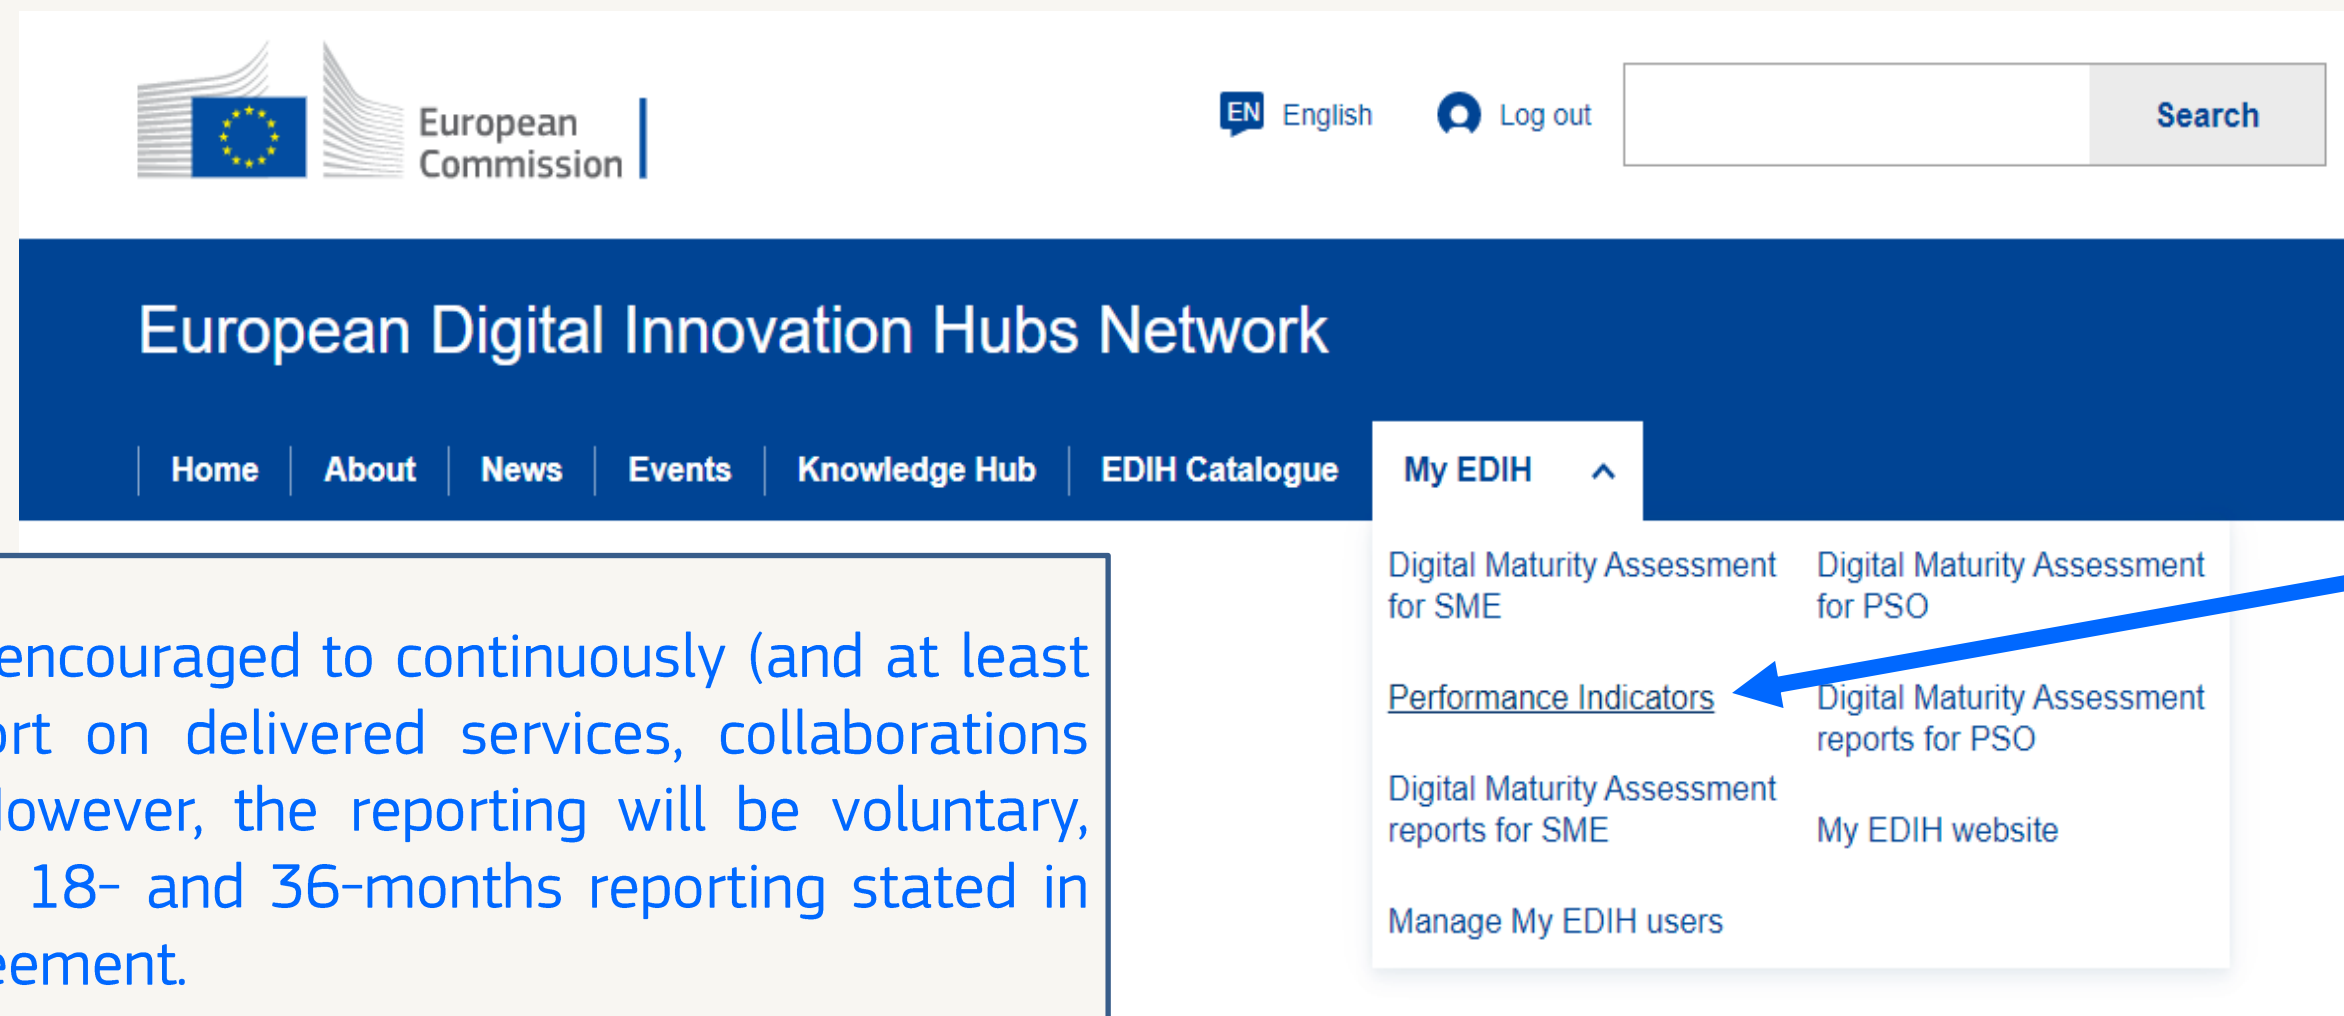 European
Commission
EN English
Log out
Search
European Digital Innovation Hubs Network
Home
About
News
Events
Knowledge Hub
EDIH Catalogue
My EDIH
Digital Maturity Assessment
for SME
Digital Maturity Assessment
for PSO
Performance Indicators
Digital Maturity Assessment
reports for PSO
Digital Maturity Assessment
reports for SME
My EDIH website
Manage My EDIH users
encouraged to continuously (and at least
on delivered services, collaborations
the reporting will be voluntary,
18- and 36-months reporting stated in